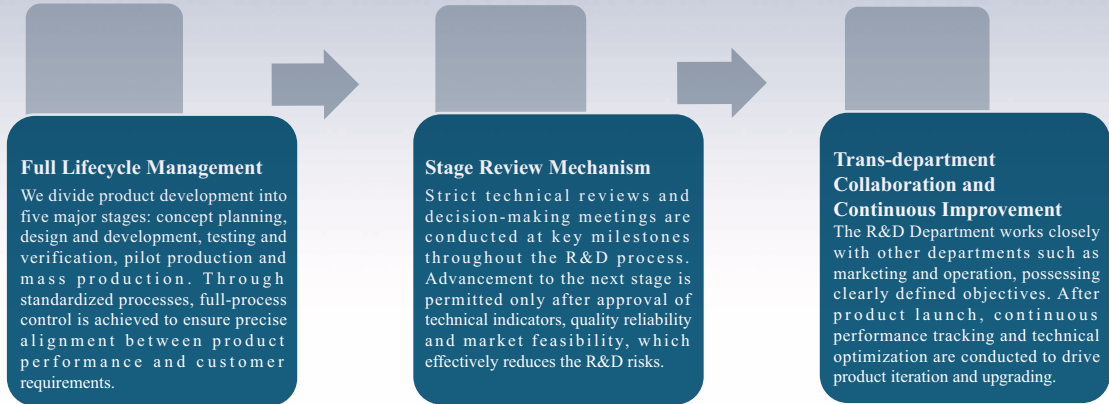 Full Lifecycle Management
We divide product development into
five major stages: concept planning,
design and development, testing and
verification, pilot production and
mass production. Through
standardized processes, full-process
control is achieved to ensure precise
alignment between product
performance and customer
requirements.
Stage Review Mechanism
Strict technical reviews and
decision-making meetings are
conducted at key milestones
throughout the R&D process.
Advancement to the next stage is
permitted only after approval of
technical indicators, quality reliability
and market feasibility, which
effectively reduces the R&D risks.
Trans-department
Collaboration and
Continuous Improvement
The R&D Department works closely
with other departments such as
marketing and operation, possessing
clearly defined objectives. After
product launch, continuous
performance tracking and technical
optimization are conducted to drive
product iteration and upgrading.